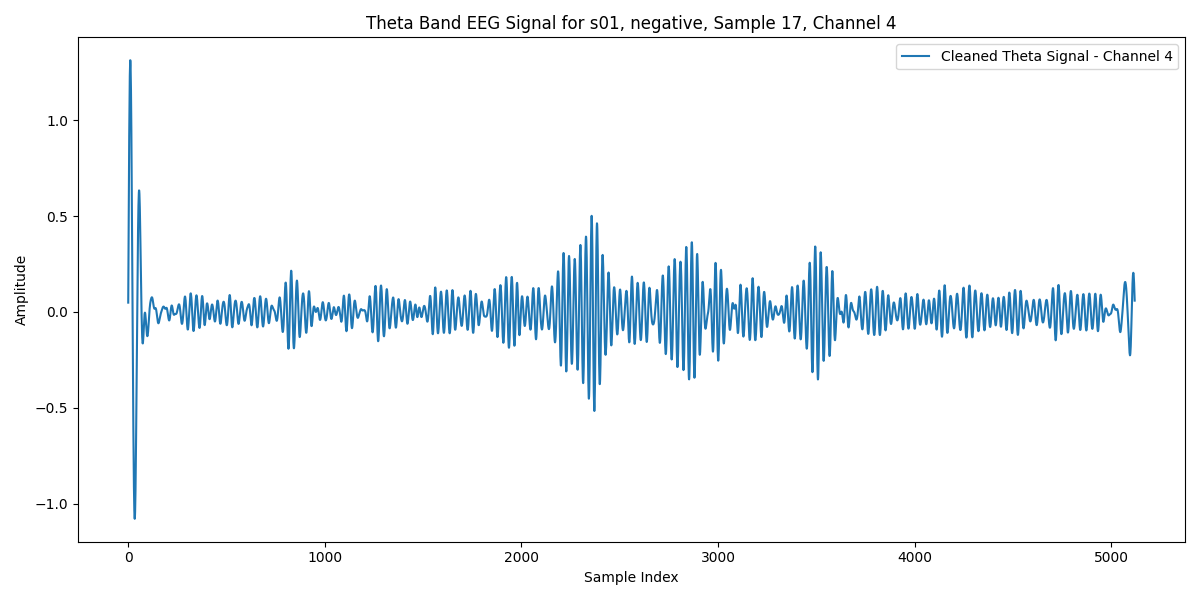 Theta Band EEG Signal for s01, negative, Sample 17, Channel 4
Cleaned Theta Signal - Channel 4
Amplitude
1.0
0.5
0.0
−0.5
−1.0
0 1000 2000 3000 4000 5000
Sample Index